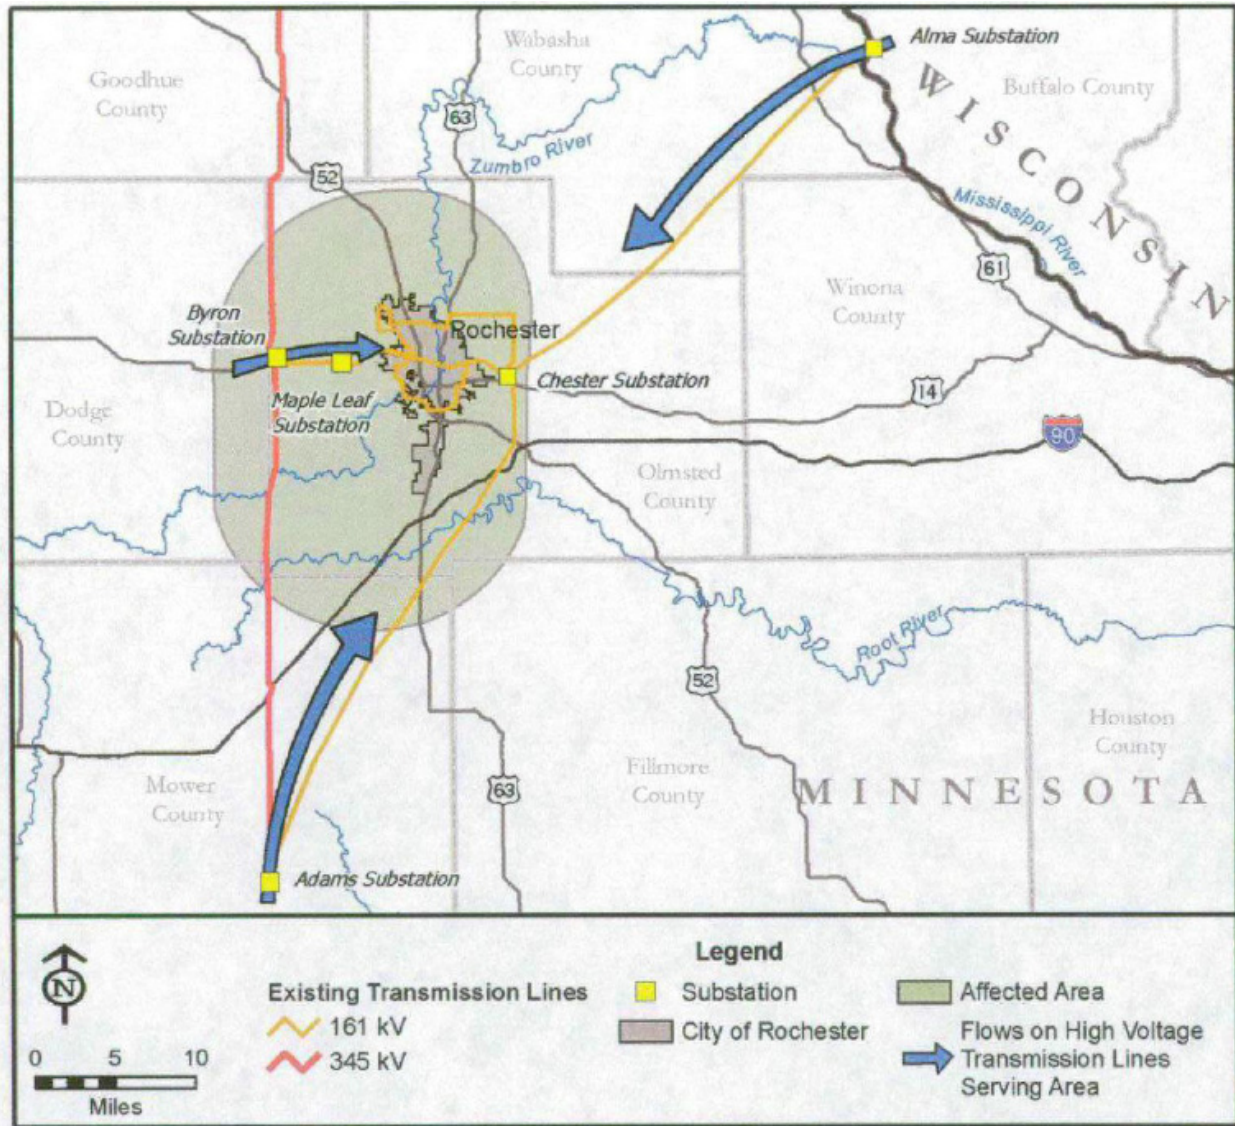 Alma Substation
Wabasha
County
Goodhue
County
Buffalo County
WISCONSIN
63
Zumbro River
52
Mississippi River
61
Winona
County
Byron
Substation
Rochester
Chester Substation
Maple Leaf
Substation
14
Dodge
County
90
Olmsted
County
Root River
52
Houston
County
Fillmore
County
Mower
County
63
MINNESOTA
Adams Substation
Legend
N
Existing Transmission Lines
161 kV
345 kV
Substation
City of Rochester
Affected Area
Flows on High Voltage
Transmission Lines
Serving Area
0 5 10
Miles